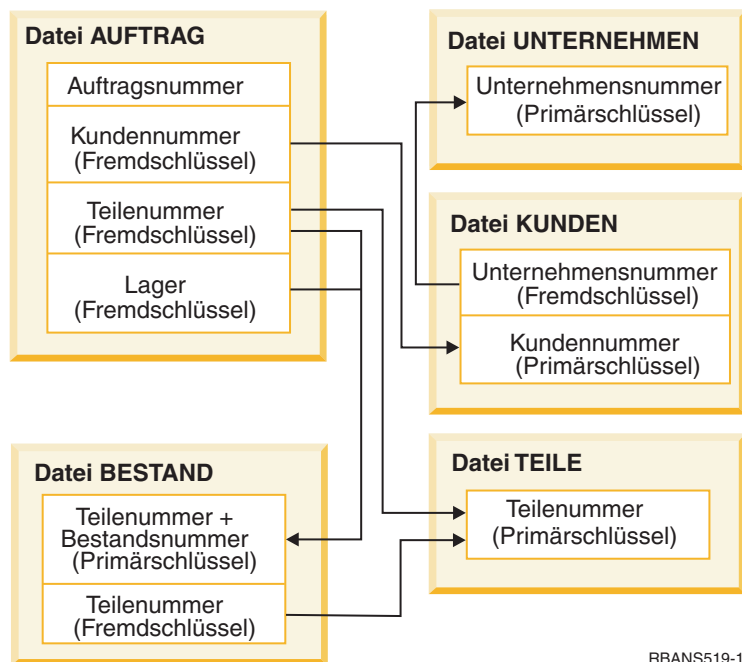 Datei AUFTRAG
Auftragsnummer
Kundennummer
(Fremdschlüssel)
Teilenummer
(Fremdschlüssel)
Lager
(Fremdschlüssel)
Datei UNTERNEHMEN
Unternehmensnummer
(Primärschlüssel)
Datei KUNDEN
Unternehmensnummer
(Fremdschlüssel)
Kundennummer
(Primärschlüssel)
Datei BESTAND
Teilenummer +
Bestandsnummer
(Primärschlüssel)
Teilenummer
(Fremdschlüssel)
Datei TEILE
Teilenummer
(Primärschlüssel)
RBANS519-1